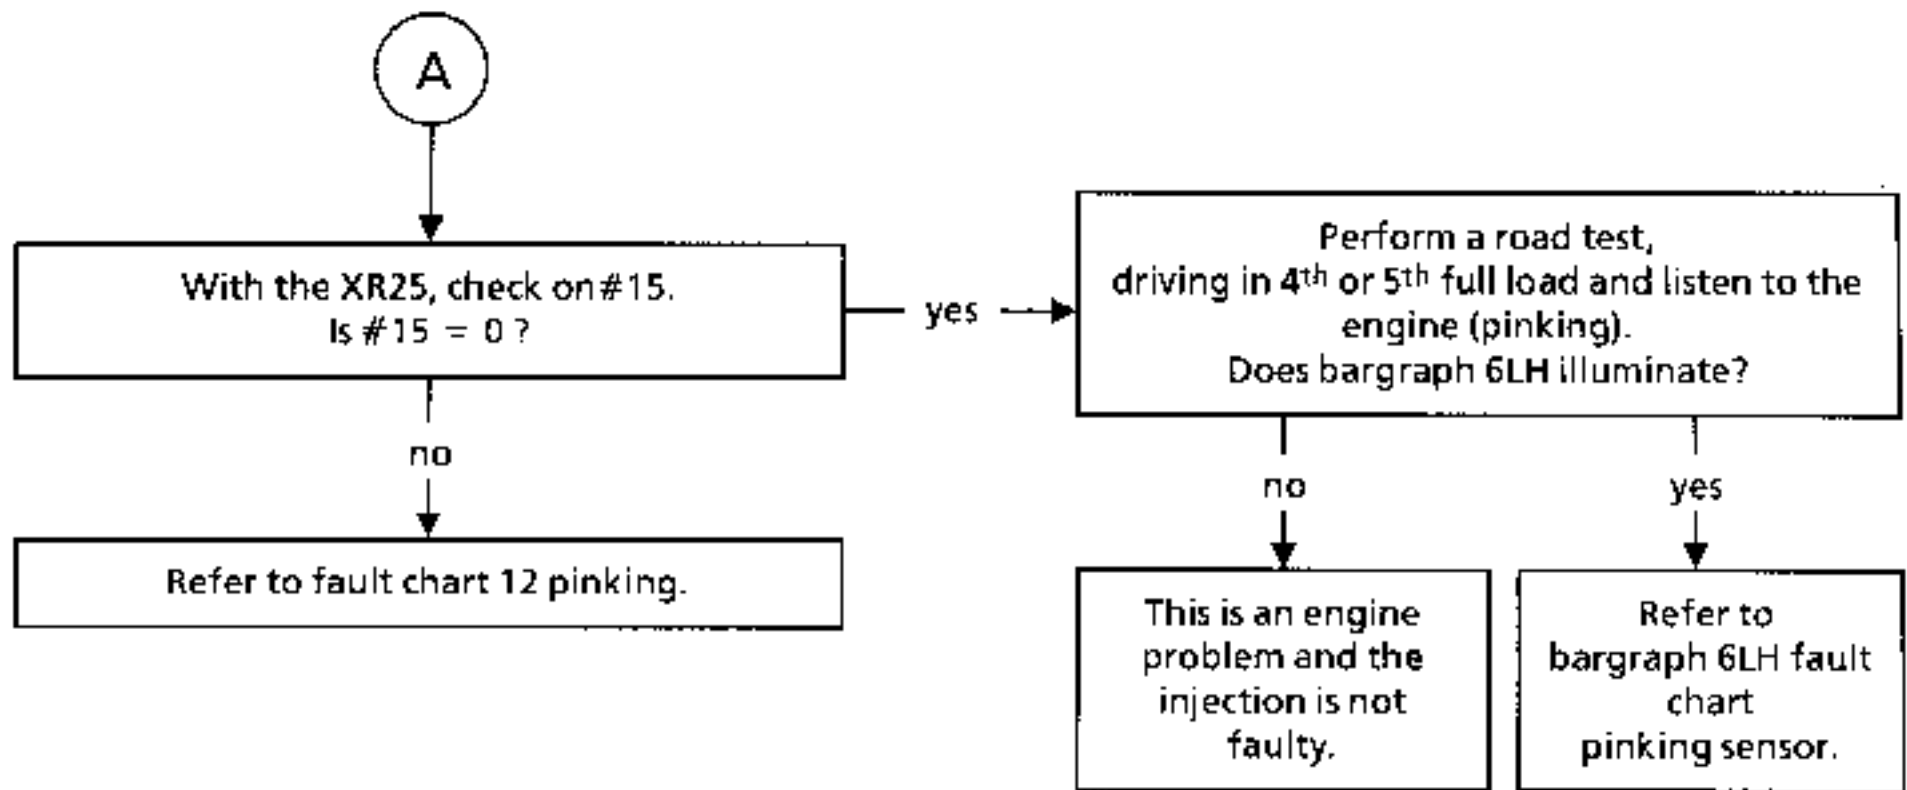 A
With the XR25, check on #15.
Is #15 = 0 ?
yes
Perform a road test,
driving in 4th or 5th full load and listen to the
engine (pinking).
Does bargraph 6LH illuminate?
no
Refer to fault chart 12 pinking.
no
This is an engine
problem and the
injection is not
faulty.
yes
Refer to
bargraph 6LH fault
chart
pinking sensor.